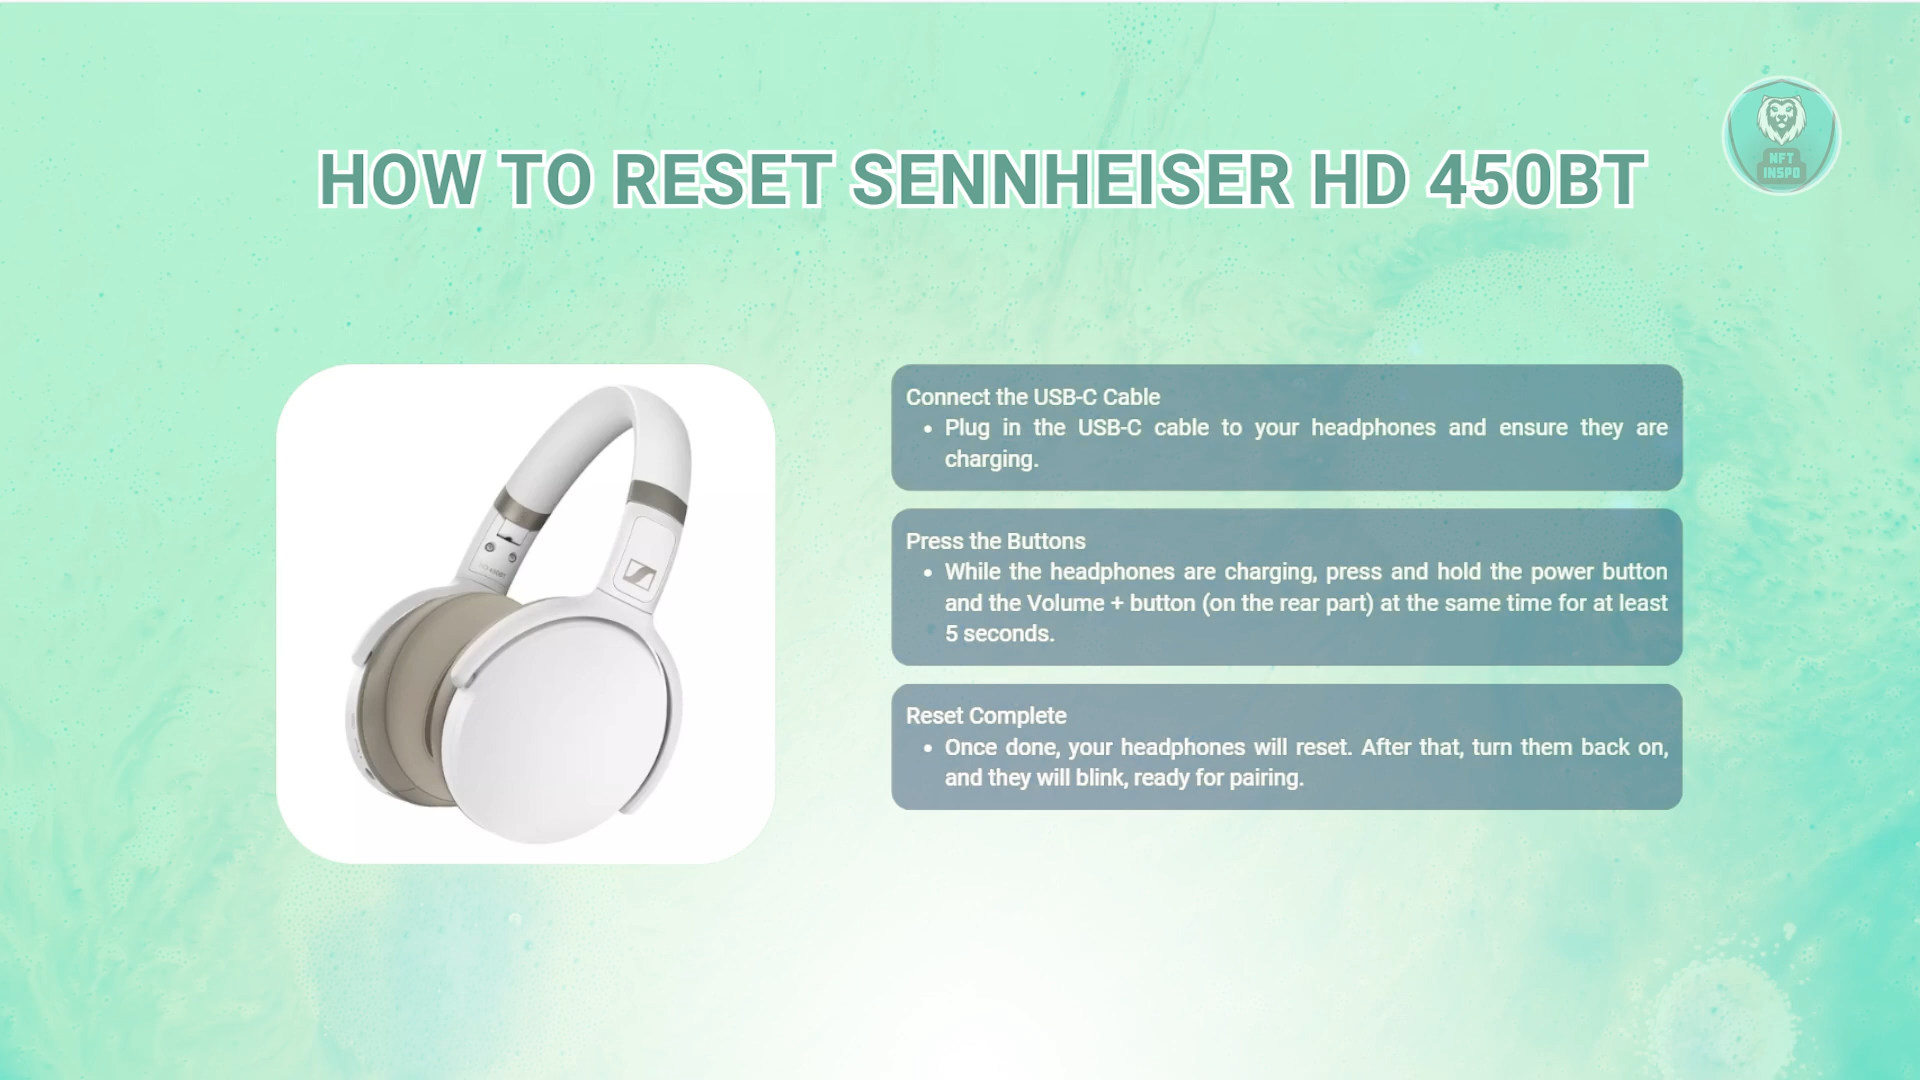 HOW TO RESET SENNHEISER HD 450BT
NFT
INSPO
Connect the USB-C Cable
• Plug in the USB-C cable to your headphones and ensure they are
charging.
Press the Buttons
• While the headphones are charging, press and hold the power button
and the Volume + button (on the rear part) at the same time for at least
5 seconds.
Reset Complete
• Once done, your headphones will reset. After that, turn them back on,
and they will blink, ready for pairing.